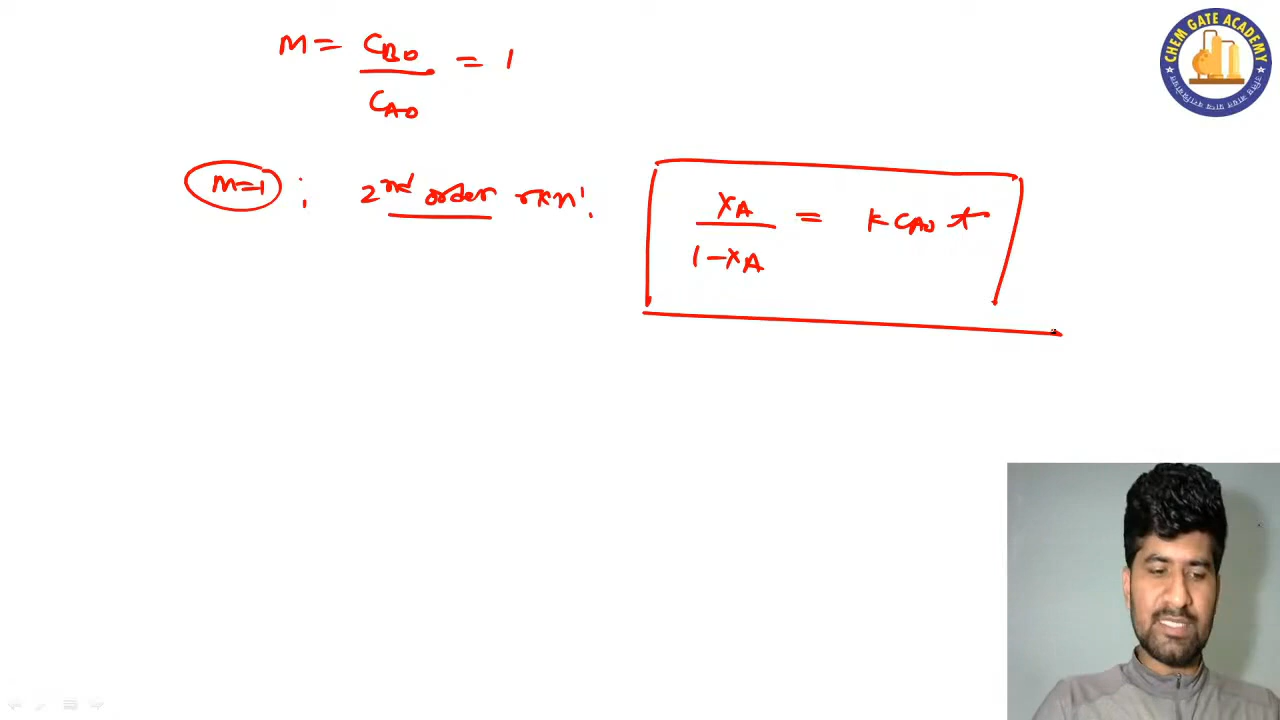 M = C_B0 / C_A0 = 1
M=1 : 2nd order rxn!
X_A / 1-X_A = k C_A0 t
CHEM GATE ACADEMY